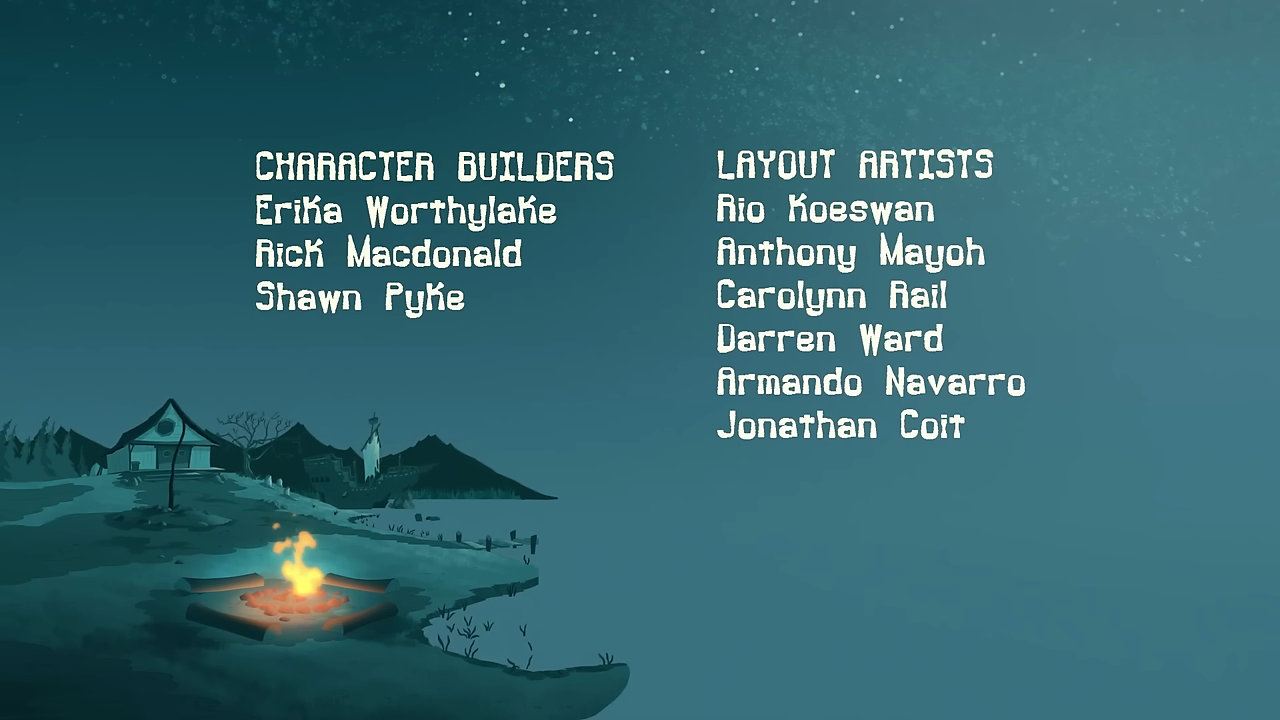 CHARACTER BUILDERS
Erika Worthylake
Rick Macdonald
Shawn Pyke
LAYOUT ARTISTS
Rio Koeswan
Anthony Mayoh
Carolynn Rail
Darren Ward
Armando Navarro
Jonathan Coit